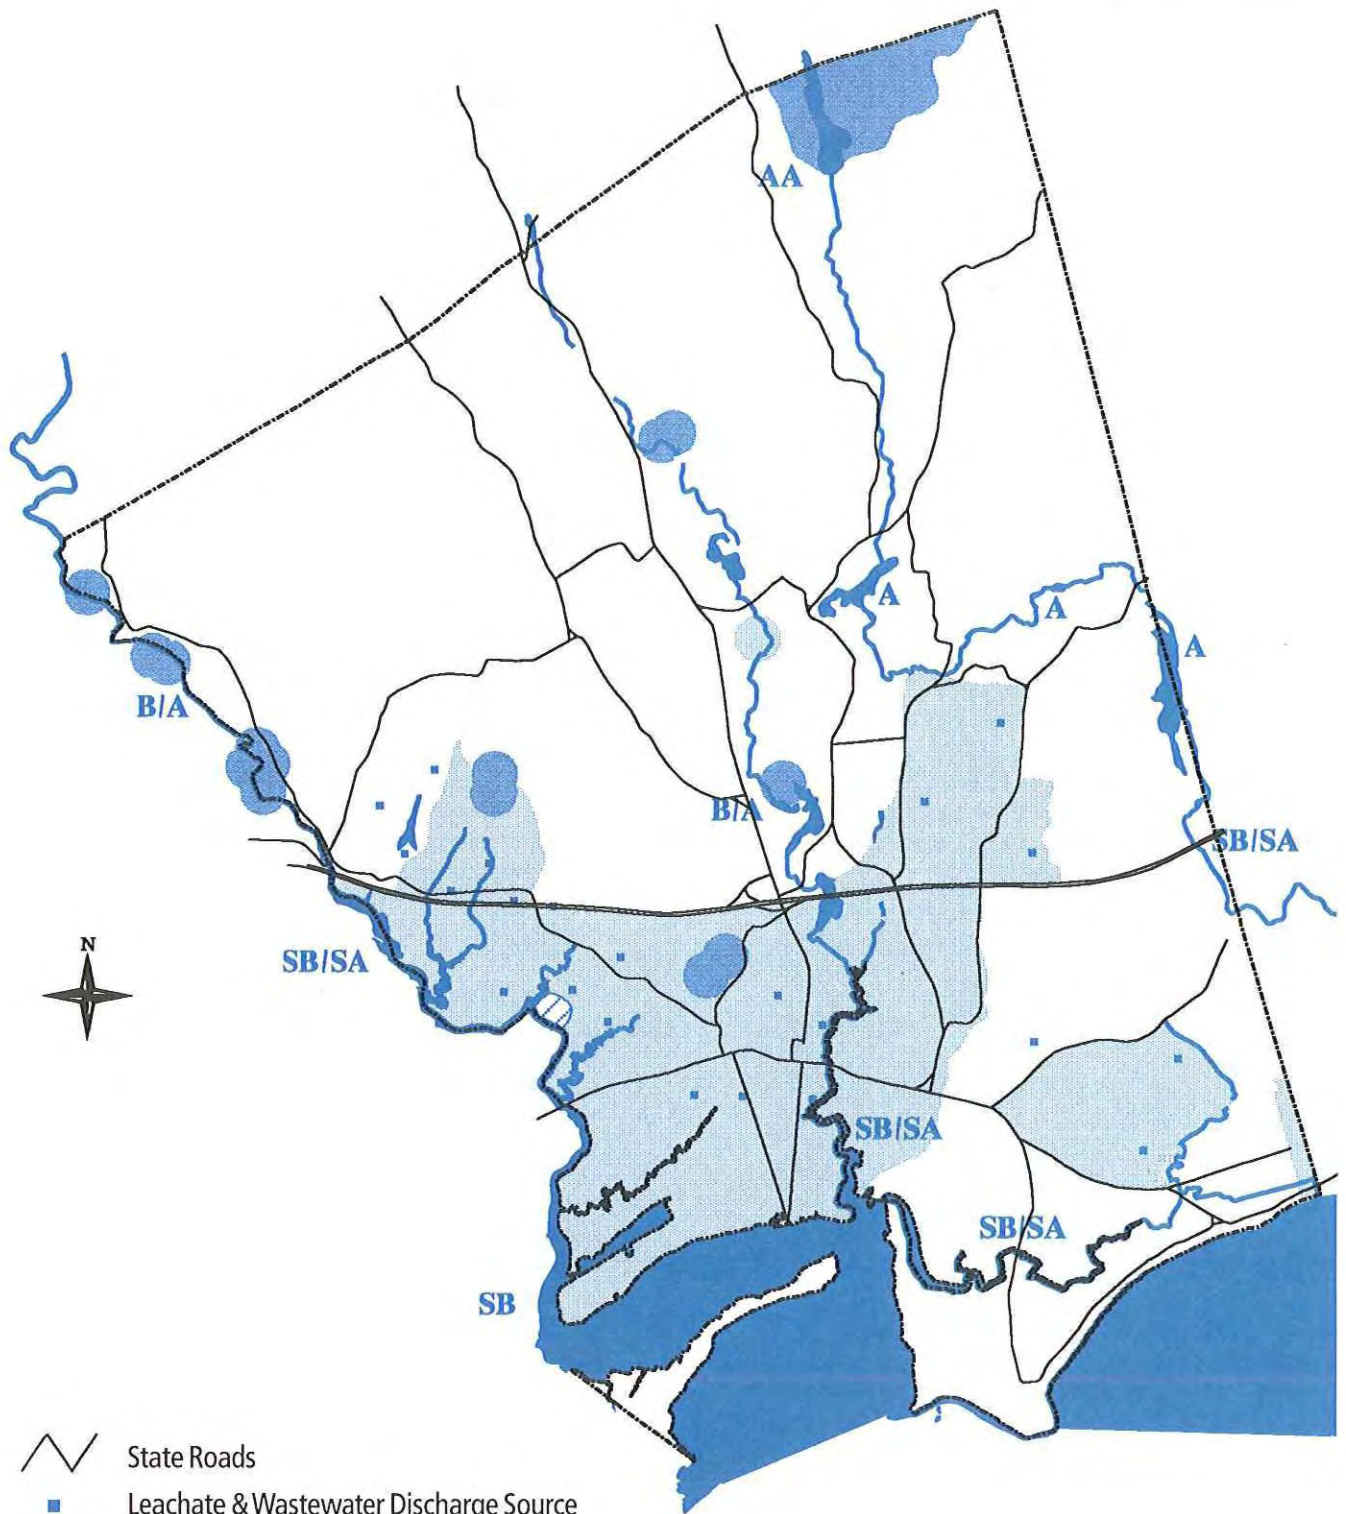 AA
A
A
A
B/A
B/A
SB/SA
N
SB/SA
SB/SA
SB/SA
SB
State Roads
Leachate & Wastewater Discharge Source